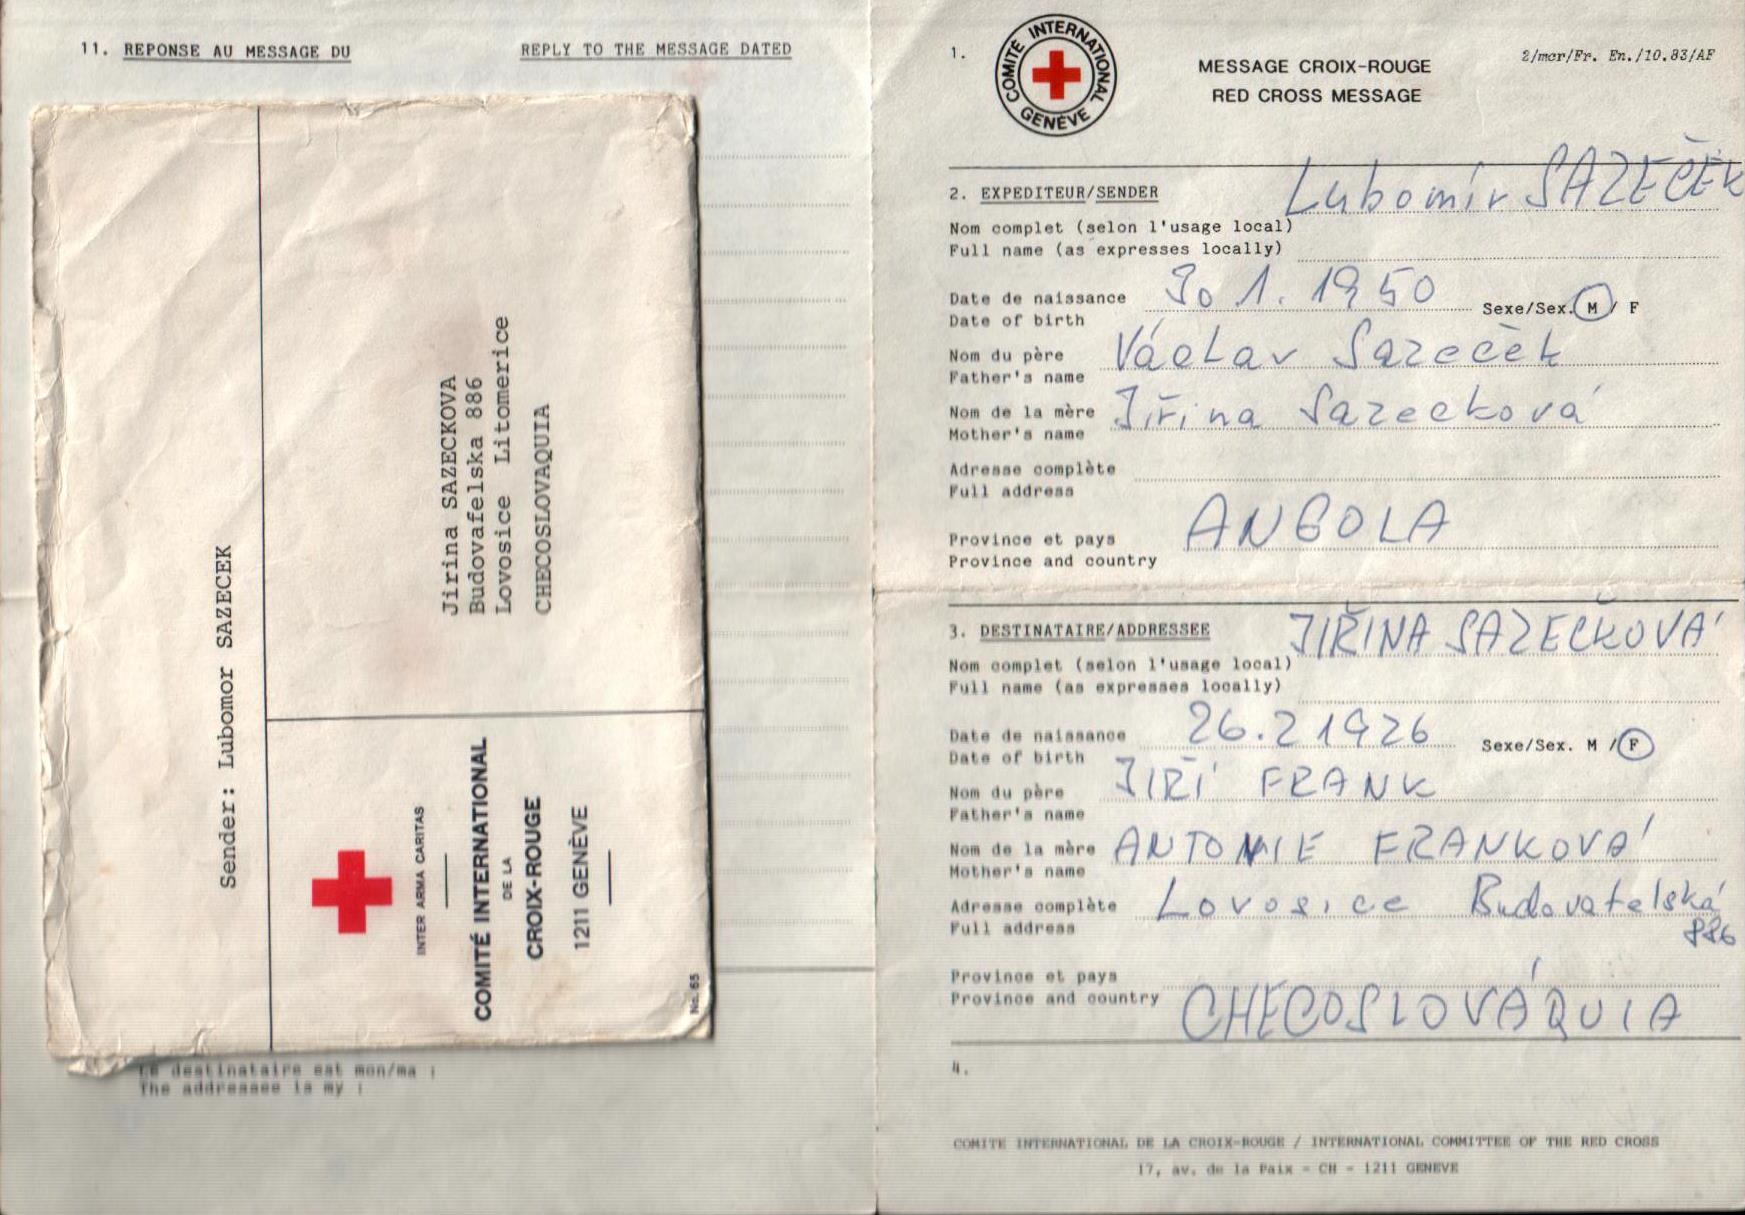 11. REPONSE AU MESSAGE DU REPLY TO THE MESSAGE DATED
Sender: Lubomor SAZECEK
Jirina SAZECKOVA
Budovafelska 886
Lovosice Litomerice
CHECOSLOVAQUIA
INTER ARMA CARITAS
COMITÉ INTERNATIONAL
DE LA
CROIX-ROUGE
1211 GENÈVE
No. 65
Le destinataire est mon/ma :
The addressee is my :
1.
COMITÉ INTERNATIONAL GENÈVE
MESSAGE CROIX-ROUGE
RED CROSS MESSAGE
2/mcr/Fr. En./10.83/AF
2. EXPEDITEUR/SENDER Lubomír SAZEČEK
Nom complet (selon l'usage local)
Full name (as expresses locally)
Date de naissance 30 1. 1950 Sexe/Sex. M / F
Date of birth
Nom du père Václav Sazeček
Father's name
Nom de la mère Jiřina Sazecková
Mother's name
Adresse complète
Full address
Province et pays ANGOLA
Province and country
3. DESTINATAIRE/ADDRESSEE JIŘINA SAZEČKOVÁ
Nom complet (selon l'usage local)
Full name (as expresses locally)
Date de naissance 26.2 1926 Sexe/Sex. M / F
Date of birth
Nom du père JIŘÍ FRANK
Father's name
Nom de la mère ANTONIE FRANKOVÁ
Mother's name
Adresse complète Lovosice Budovatelská
Full address 886
Province et pays
Province and country CHECOSLOVÁQUIA
4.
COMITE INTERNATIONAL DE LA CROIX-ROUGE / INTERNATIONAL COMMITTEE OF THE RED CROSS
17, av. de la Paix - CH - 1211 GENEVE